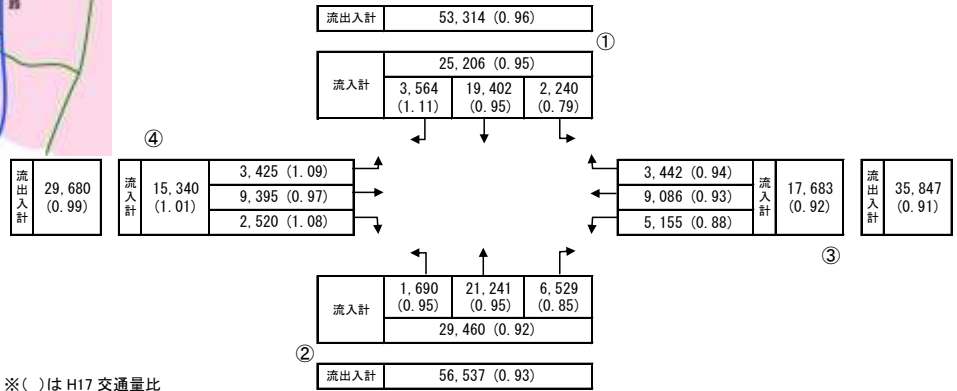 路
流出入計 53,314 (0.96)
①
流入計 25,206 (0.95)
3,564 (1.11) 19,402 (0.95) 2,240 (0.79)
④
流出入計 29,680 (0.99)
流入計 15,340 (1.01)
3,425 (1.09)
9,395 (0.97)
2,520 (1.08)
3,442 (0.94)
9,086 (0.93)
5,155 (0.88)
流入計 17,683 (0.92)
流出入計 35,847 (0.91)
③
流入計
1,690 (0.95) 21,241 (0.95) 6,529 (0.85)
29,460 (0.92)
②
流出入計 56,537 (0.93)
※( )は H17 交通量比